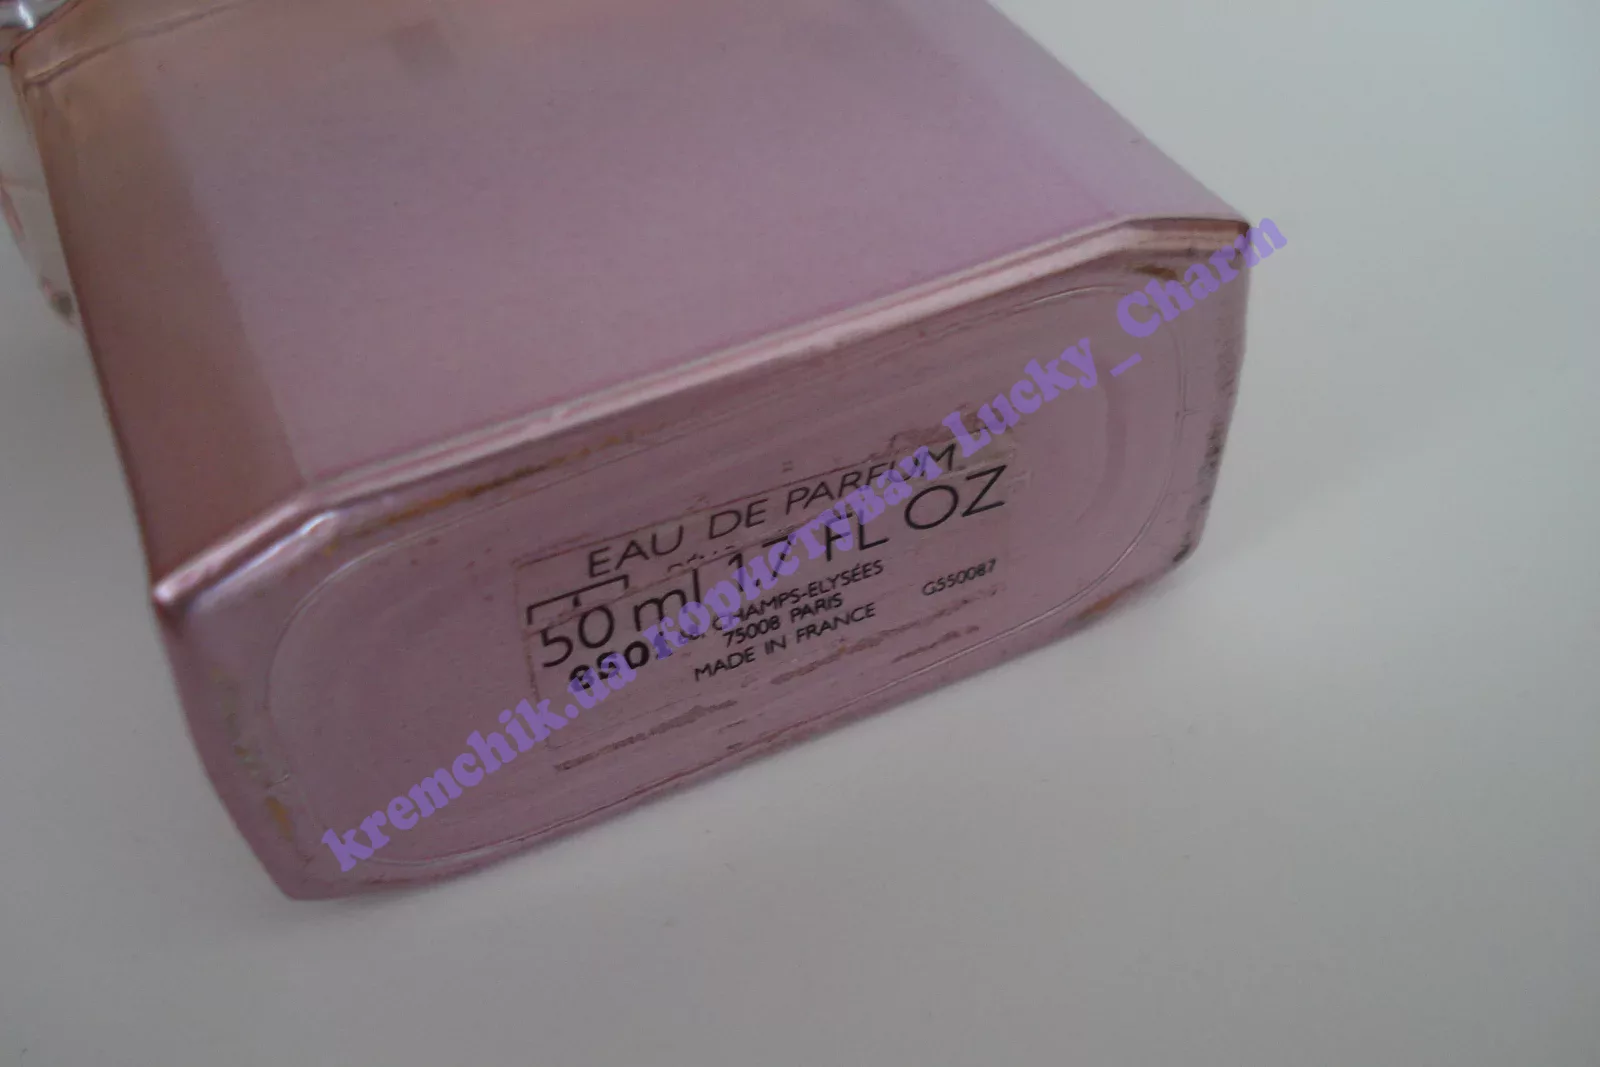 EAU DE PARFUM
50 ml 1.7 FL OZ
CHAMPS-ELYSÉES
75008 PARIS
MADE IN FRANCE
G550087
kremchik.ua користувач Lucky_Charm